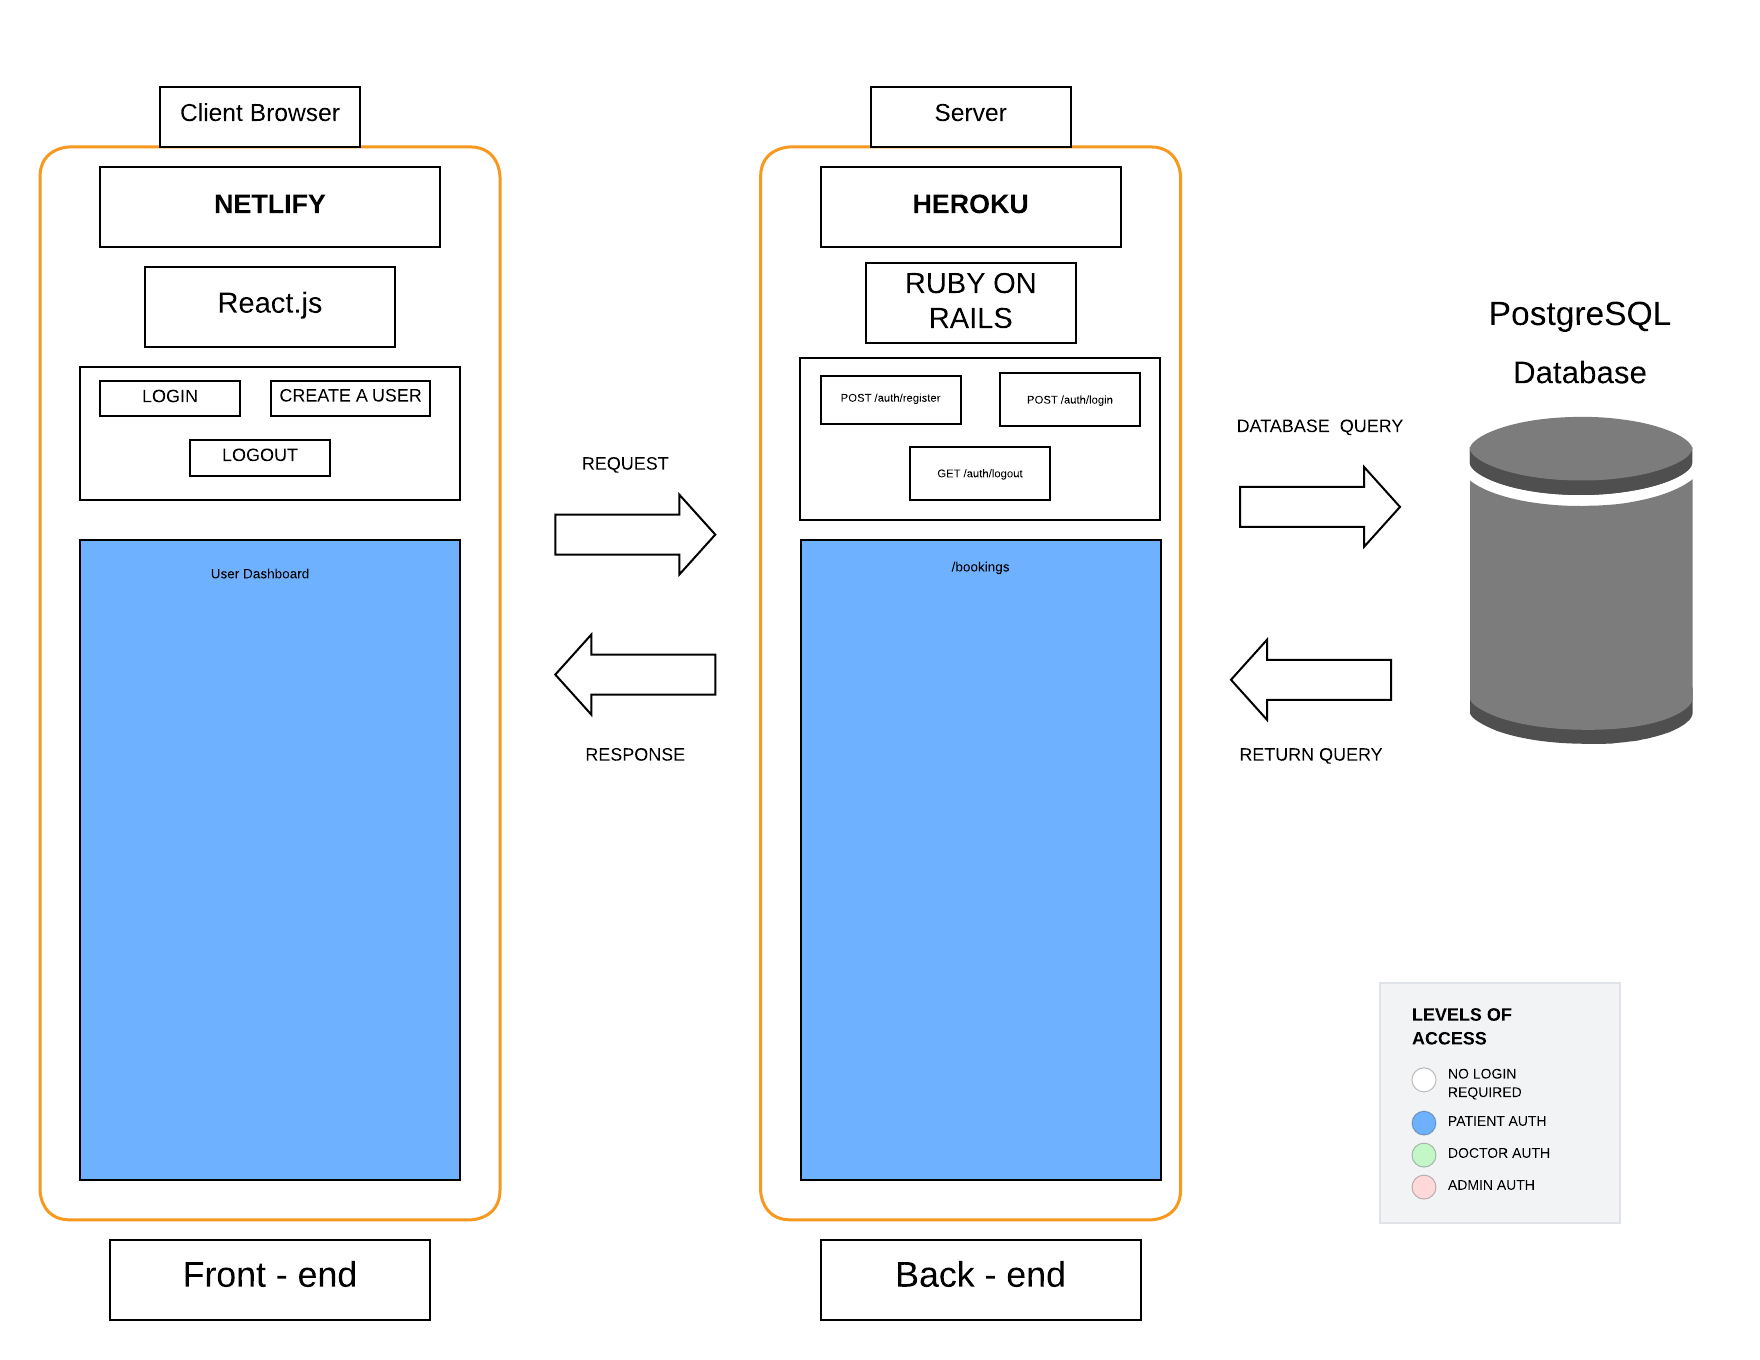 Client Browser
NETLIFY
React.js
LOGIN
CREATE A USER
LOGOUT
User Dashboard
Front - end
REQUEST
RESPONSE
Server
HEROKU
RUBY ON
RAILS
POST /auth/register
POST /auth/login
GET /auth/logout
/bookings
Back - end
DATABASE  QUERY
RETURN QUERY
PostgreSQL
Database
LEVELS OF
ACCESS
NO LOGIN
REQUIRED
PATIENT AUTH
DOCTOR AUTH
ADMIN AUTH